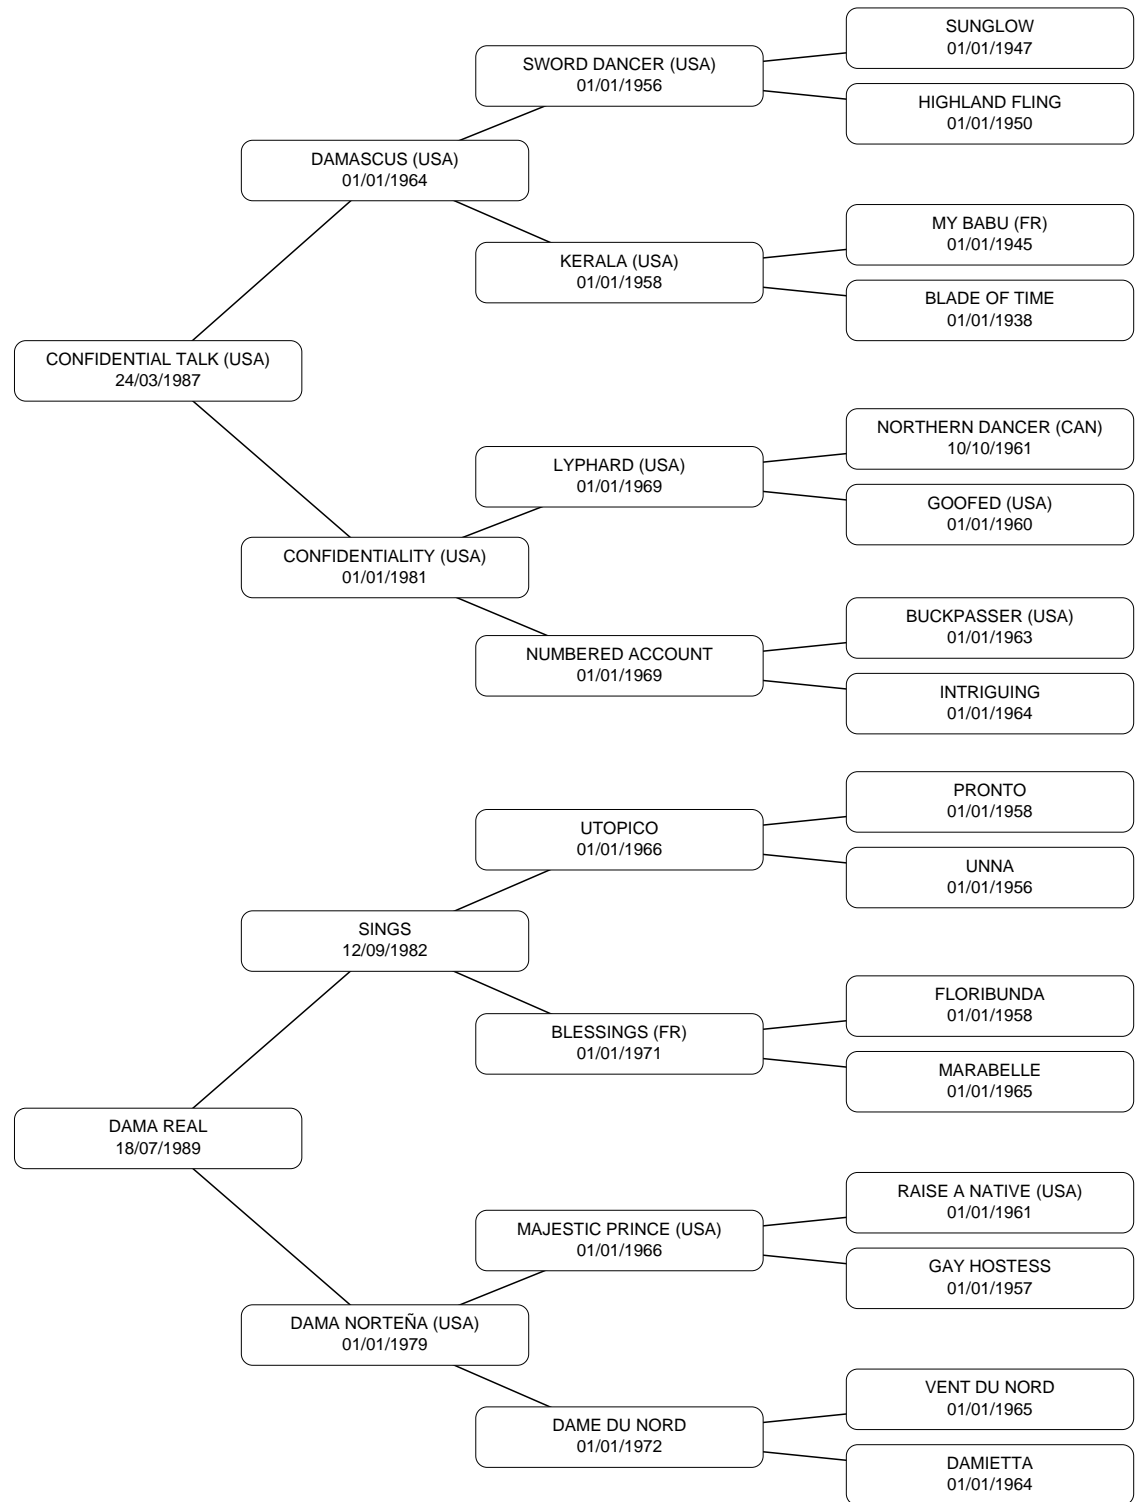 SUNGLOW
01/01/1947
SWORD DANCER (USA)
01/01/1956
HIGHLAND FLING
01/01/1950
DAMASCUS (USA)
01/01/1964
MY BABU (FR)
01/01/1945
KERALA (USA)
01/01/1958
BLADE OF TIME
01/01/1938
CONFIDENTIAL TALK (USA)
24/03/1987
NORTHERN DANCER (CAN)
10/10/1961
LYPHARD (USA)
01/01/1969
GOOFED (USA)
01/01/1960
CONFIDENTIALITY (USA)
01/01/1981
BUCKPASSER (USA)
01/01/1963
NUMBERED ACCOUNT
01/01/1969
INTRIGUING
01/01/1964
PRONTO
01/01/1958
UTOPICO
01/01/1966
UNNA
01/01/1956
SINGS
12/09/1982
FLORIBUNDA
01/01/1958
BLESSINGS (FR)
01/01/1971
MARABELLE
01/01/1965
DAMA REAL
18/07/1989
RAISE A NATIVE (USA)
01/01/1961
MAJESTIC PRINCE (USA)
01/01/1966
GAY HOSTESS
01/01/1957
DAMA NORTEÑA (USA)
01/01/1979
VENT DU NORD
01/01/1965
DAME DU NORD
01/01/1972
DAMIETTA
01/01/1964